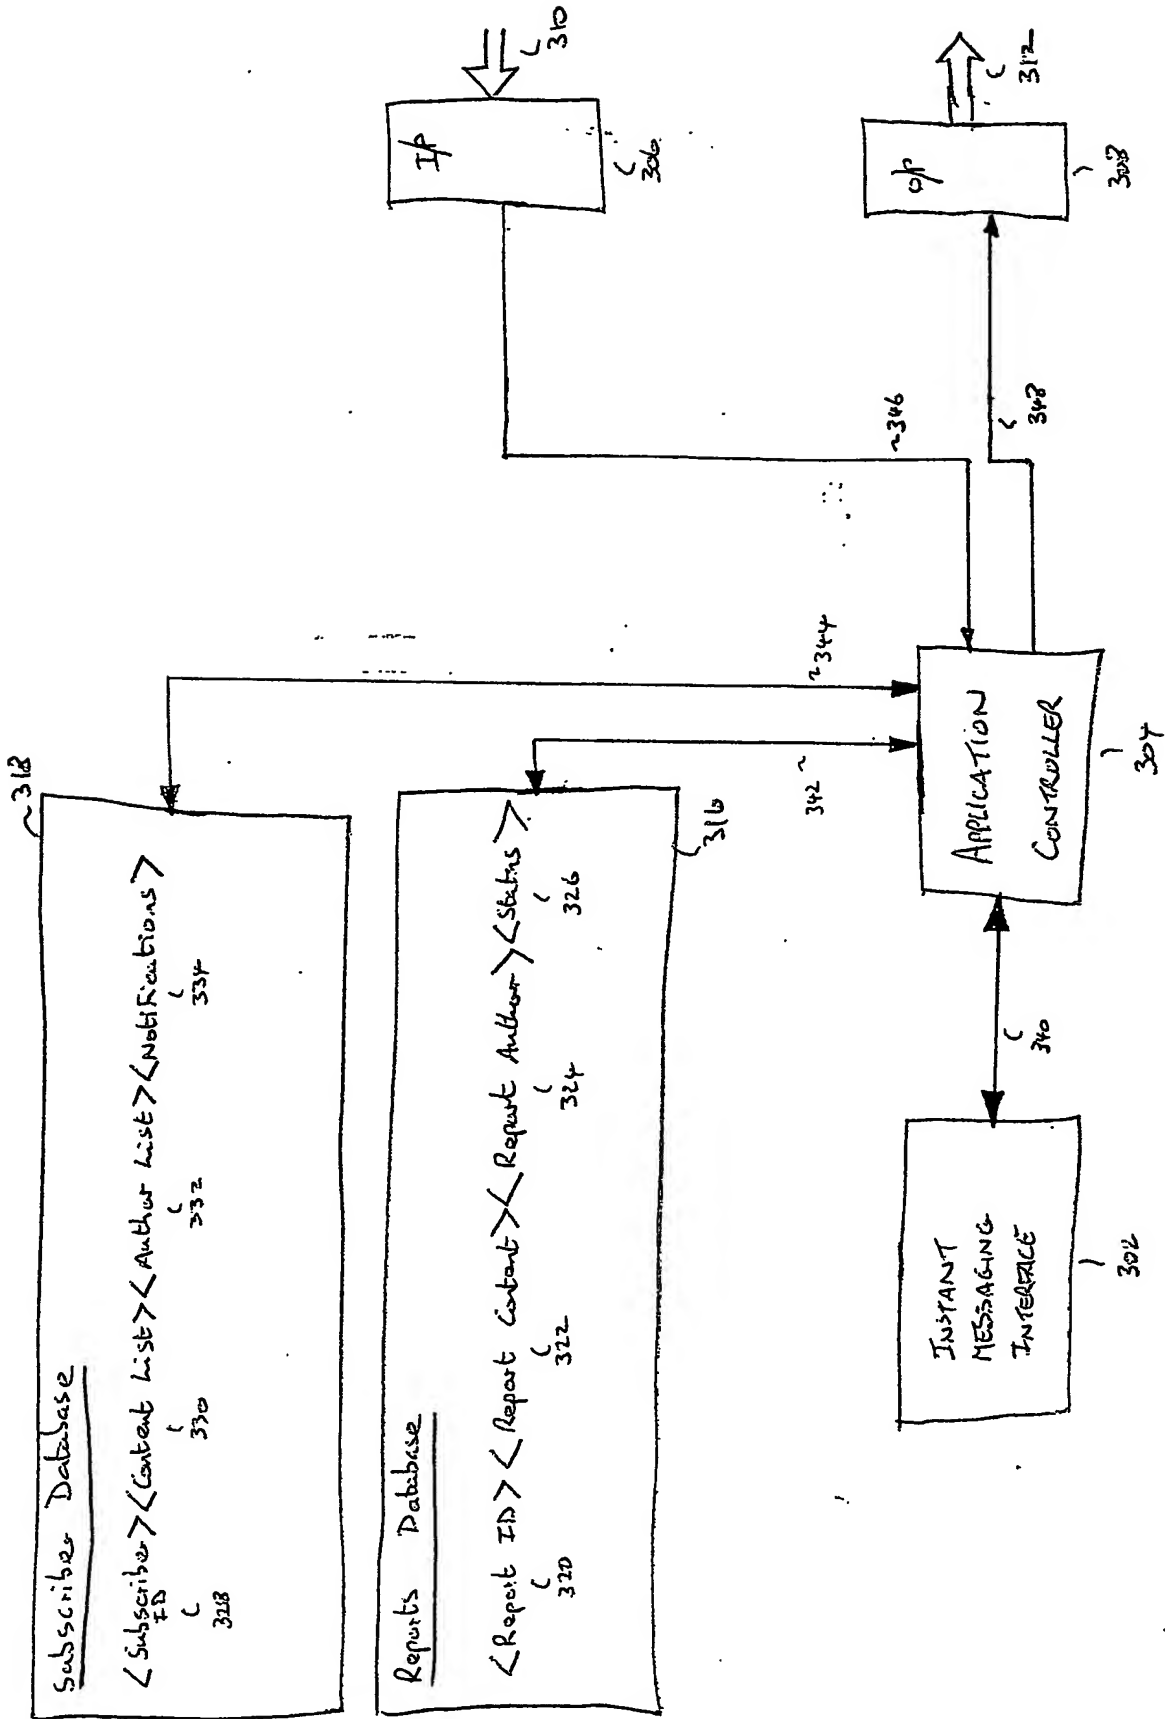 Subscriber Database
~318
<Subscriber ID><Content List><Author List><Notifications>
328
330
332
334
Reports Database
<Report ID><Report Content><Report Author><Status>
320
322
324
326
316
342~
~344
INSTANT
MESSAGING
INTERFACE
302
340
APPLICATION
CONTROLLER
304
~346
348
I/P
306
310
O/P
308
312